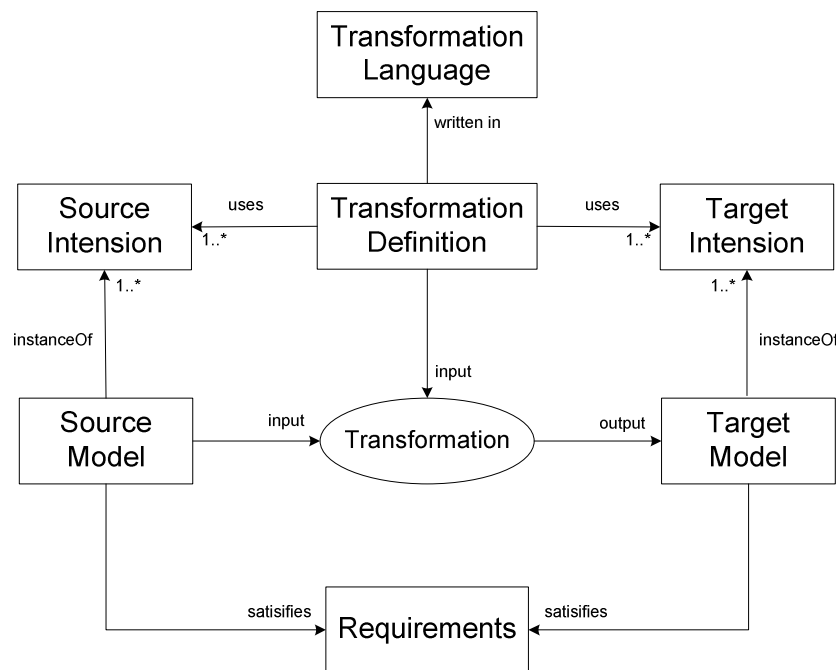 Transformation
Language
written in
Source
Intension
uses
1..*
Transformation
Definition
uses
1..*
Target
Intension
1..*
1..*
instanceOf
input
instanceOf
Source
Model
input
Transformation
output
Target
Model
satisifies
Requirements
satisifies